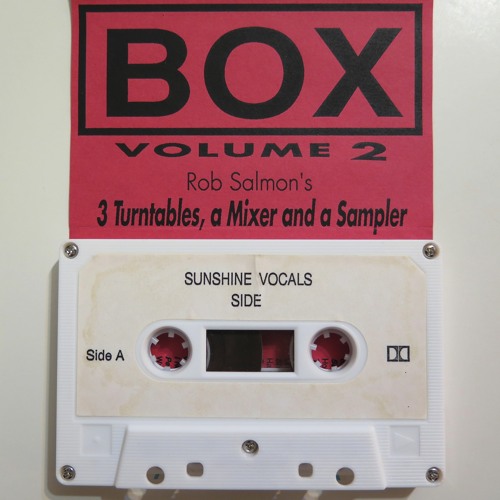 BOX
VOLUME 2
Rob Salmon's
3 Turntables, a Mixer and a Sampler
SUNSHINE VOCALS
SIDE
Side A